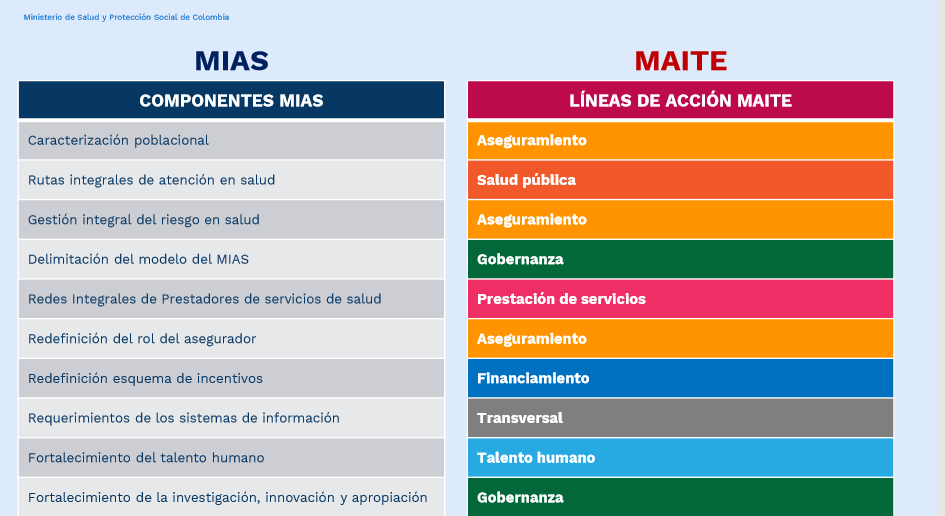 Ministerio de Salud y Protección Social de Colombia
MIAS
MAITE
COMPONENTES MIAS
LÍNEAS DE ACCIÓN MAITE
Caracterización poblacional
Aseguramiento
Rutas integrales de atención en salud
Salud pública
Gestión integral del riesgo en salud
Aseguramiento
Delimitación del modelo del MIAS
Gobernanza
Redes Integrales de Prestadores de servicios de salud
Prestación de servicios
Redefinición del rol del asegurador
Aseguramiento
Redefinición esquema de incentivos
Financiamiento
Requerimientos de los sistemas de información
Transversal
Fortalecimiento del talento humano
Talento humano
Fortalecimiento de la investigación, innovación y apropiación
Gobernanza